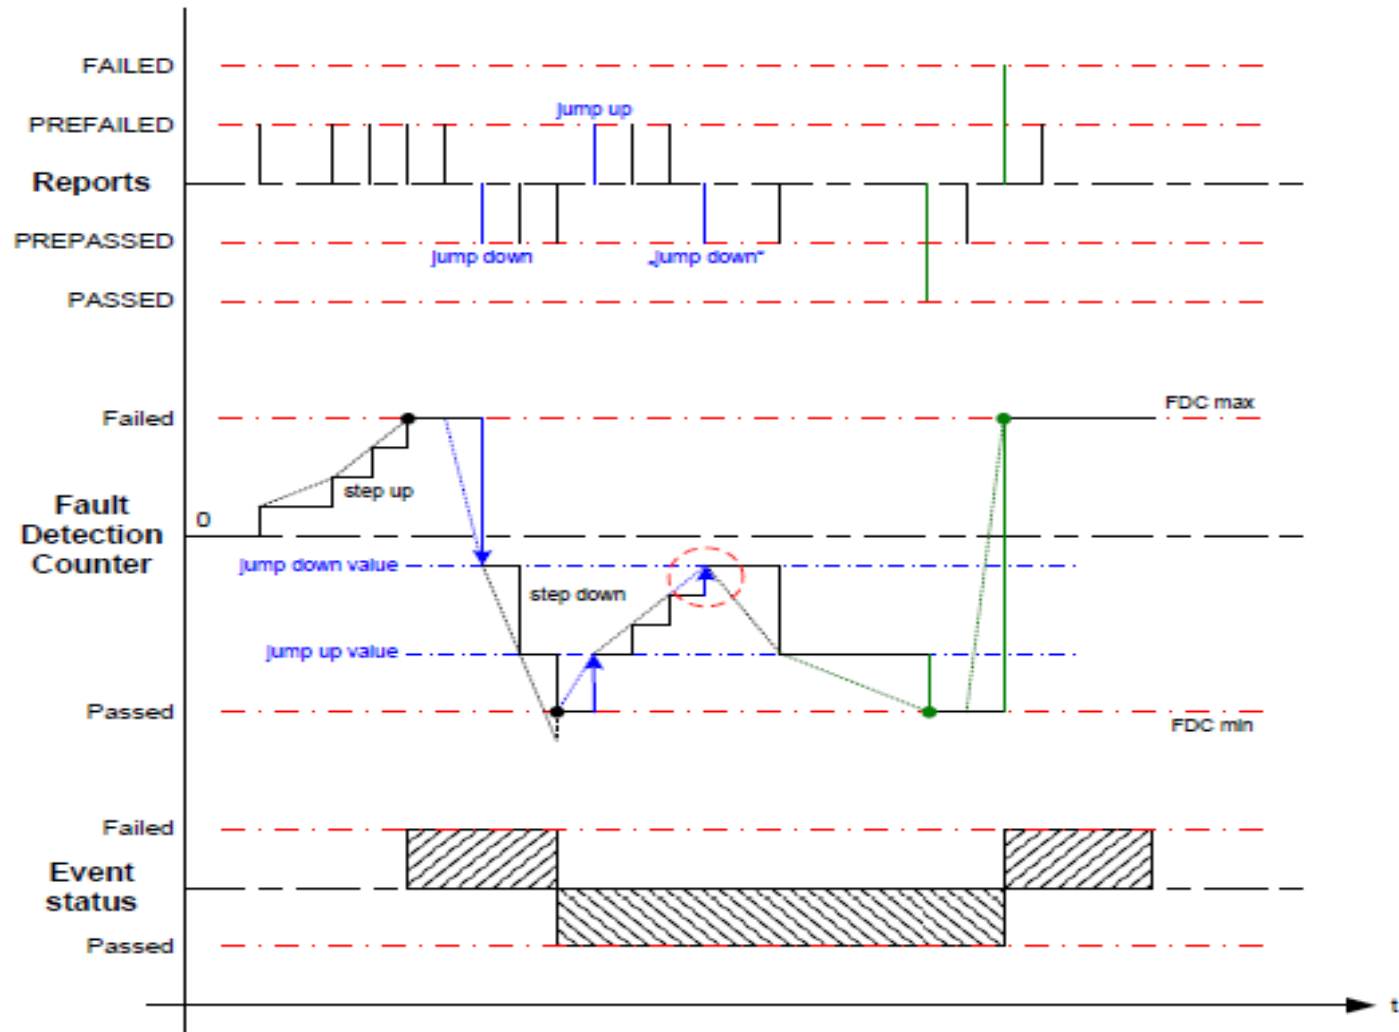 FAILED
jump up
PREFAILED
Reports
PREPASSED
jump down
„jump down“
PASSED
FDC max
Failed
step up
Fault
Detection
Counter
0
jump down value
step down
jump up value
Passed
FDC min
Failed
Event
status
Passed
t